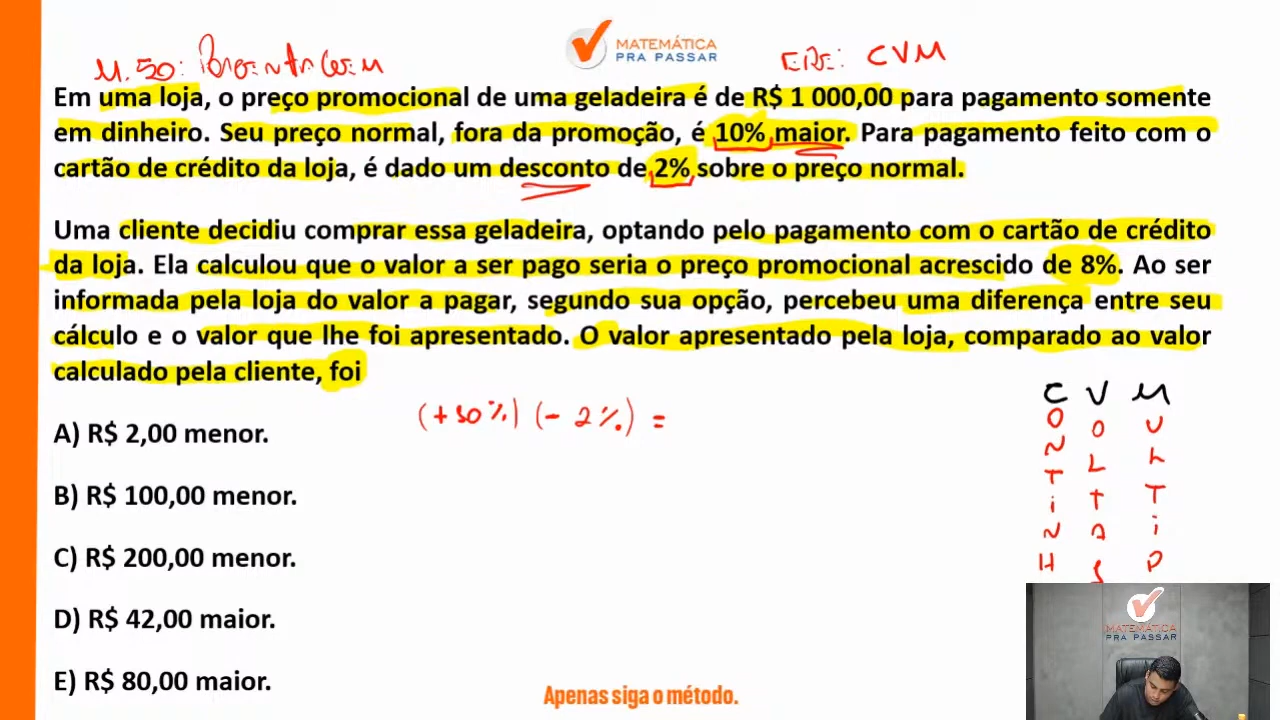 MATEMÁTICA
PRA PASSAR
M.50: Porcentagem
ERE: CVM
Em uma loja, o preço promocional de uma geladeira é de R$ 1 000,00 para pagamento somente
em dinheiro. Seu preço normal, fora da promoção, é 10% maior. Para pagamento feito com o
cartão de crédito da loja, é dado um desconto de 2% sobre o preço normal.
Uma cliente decidiu comprar essa geladeira, optando pelo pagamento com o cartão de crédito
da loja. Ela calculou que o valor a ser pago seria o preço promocional acrescido de 8%. Ao ser
informada pela loja do valor a pagar, segundo sua opção, percebeu uma diferença entre seu
cálculo e o valor que lhe foi apresentado. O valor apresentado pela loja, comparado ao valor
calculado pela cliente, foi
(+10%) (- 2%) =
A) R$ 2,00 menor.
B) R$ 100,00 menor.
C) R$ 200,00 menor.
D) R$ 42,00 maior.
E) R$ 80,00 maior.
C V M
O O U
N L L
T T T
i A i
N S P
H
MATEMÁTICA
PRA PASSAR
Apenas siga o método.